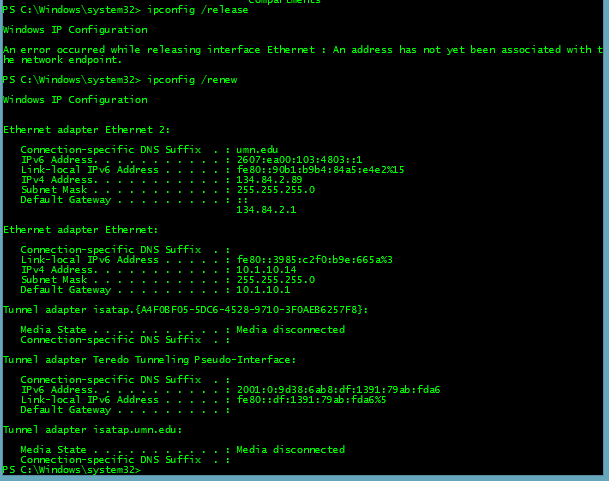 Compartments
PS C:\Windows\system32> ipconfig /release
Windows IP Configuration
An error occurred while releasing interface Ethernet : An address has not yet been associated with t
he network endpoint.
PS C:\Windows\system32> ipconfig /renew
Windows IP Configuration
Ethernet adapter Ethernet 2:
Connection-specific DNS Suffix . : umn.edu
IPv6 Address. . . . . . . . . . . : 2607:ea00:103:4803::1
Link-local IPv6 Address . . . . . : fe80::90b1:b9b4:84a5:e4e2%15
IPv4 Address. . . . . . . . . . . : 134.84.2.89
Subnet Mask . . . . . . . . . . . : 255.255.255.0
Default Gateway . . . . . . . . . : ::
134.84.2.1
Ethernet adapter Ethernet:
Connection-specific DNS Suffix . :
Link-local IPv6 Address . . . . . : fe80::3985:c2f0:b9e:665a%3
IPv4 Address. . . . . . . . . . . : 10.1.10.14
Subnet Mask . . . . . . . . . . . : 255.255.255.0
Default Gateway . . . . . . . . . : 10.1.10.1
Tunnel adapter isatap.{A4F0BF05-5DC6-4528-9710-3F0AEB6257F8}:
Media State . . . . . . . . . . . : Media disconnected
Connection-specific DNS Suffix . :
Tunnel adapter Teredo Tunneling Pseudo-Interface:
Connection-specific DNS Suffix . :
IPv6 Address. . . . . . . . . . . : 2001:0:9d38:6ab8:df:1391:79ab:fda6
Link-local IPv6 Address . . . . . : fe80::df:1391:79ab:fda6%5
Default Gateway . . . . . . . . . :
Tunnel adapter isatap.umn.edu:
Media State . . . . . . . . . . . : Media disconnected
Connection-specific DNS Suffix . :
PS C:\Windows\system32>